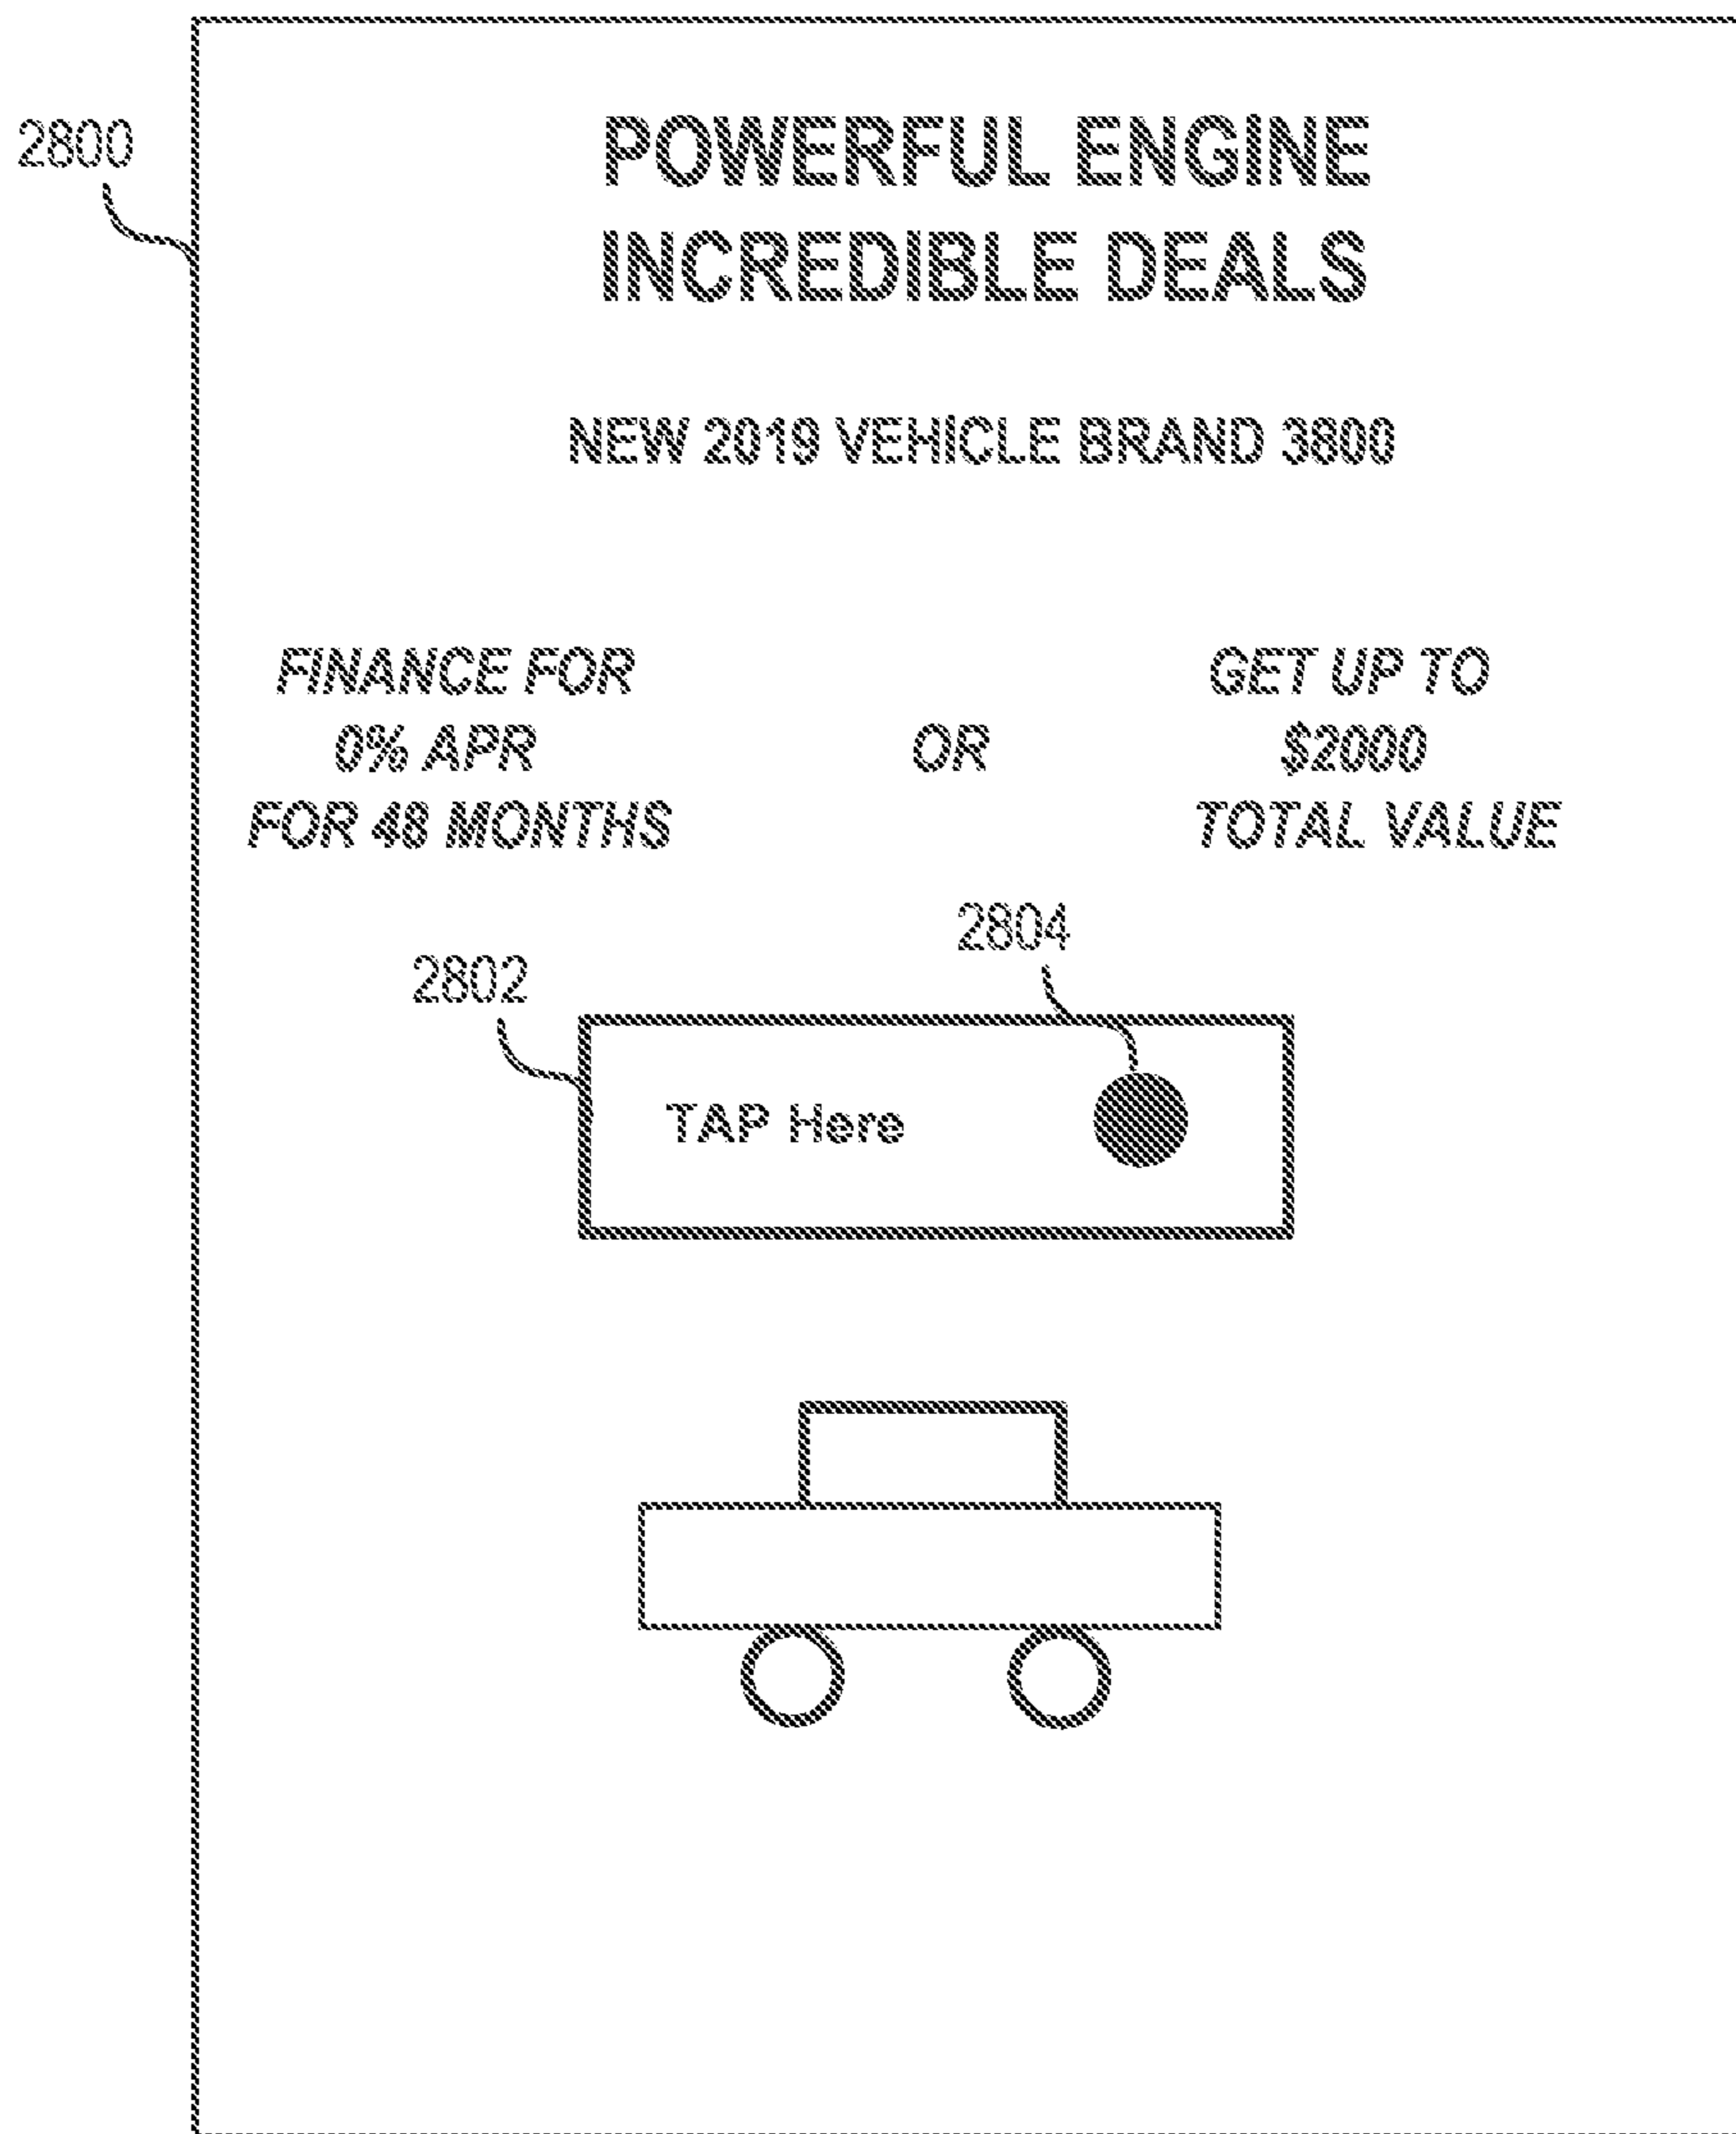 2800
POWERFUL ENGINE
INCREDIBLE DEALS
NEW 2019 VEHICLE BRAND 3800
FINANCE FOR
0% APR
FOR 48 MONTHS
OR
GET UP TO
$2000
TOTAL VALUE
2802
2804
TAP Here